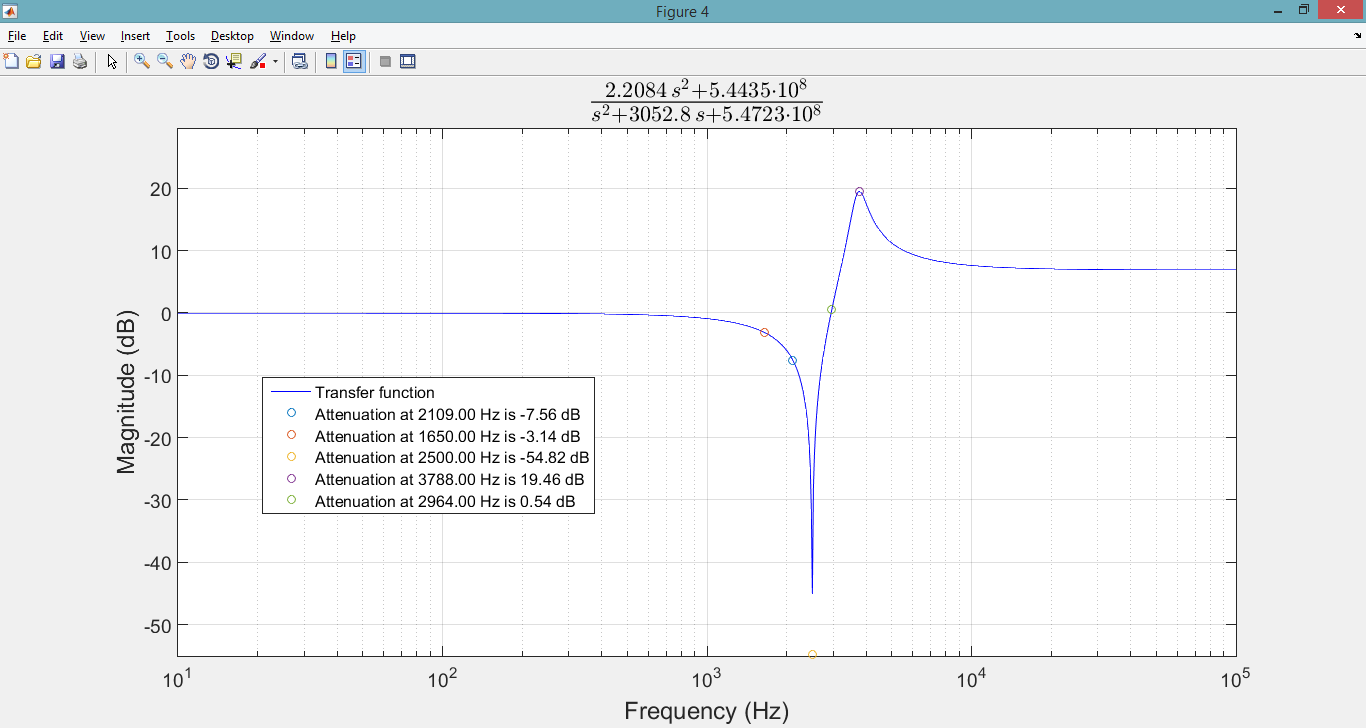 Figure 4
File Edit View Insert Tools Desktop Window Help
2.2084 s²+5.4435·10⁸
s²+3052.8 s+5.4723·10⁸
20
10
0
-10
-20
-30
-40
-50
Magnitude (dB)
Transfer function
Attenuation at 2109.00 Hz is -7.56 dB
Attenuation at 1650.00 Hz is -3.14 dB
Attenuation at 2500.00 Hz is -54.82 dB
Attenuation at 3788.00 Hz is 19.46 dB
Attenuation at 2964.00 Hz is 0.54 dB
10¹ 10² 10³ 10⁴ 10⁵
Frequency (Hz)